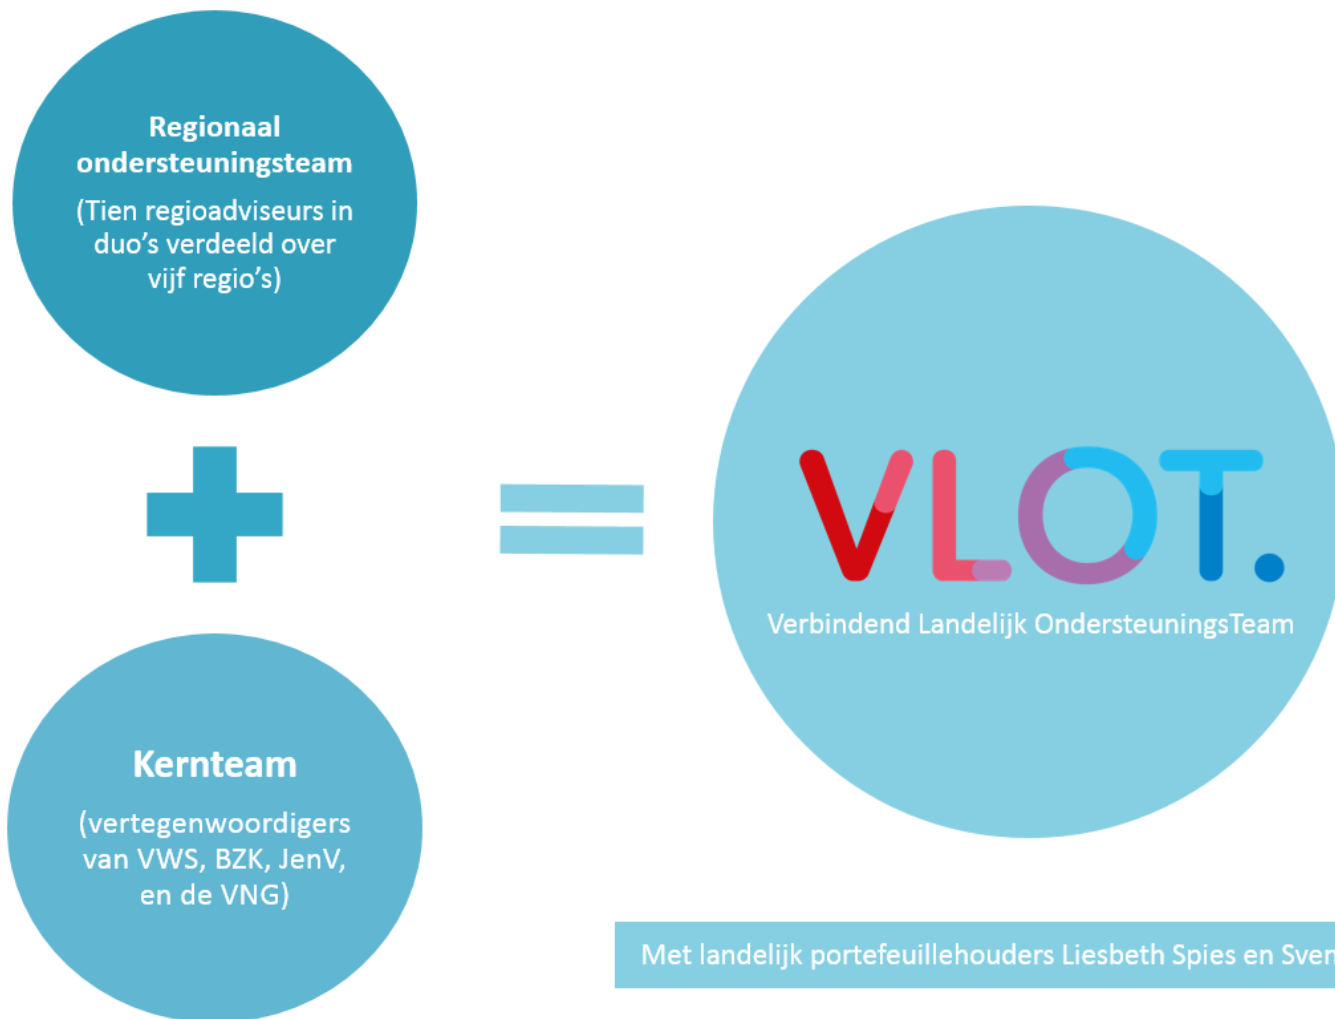 Regionaal
ondersteuningsteam
(Tien regioadviseurs in
duo's verdeeld over
vijf regio's)
Kernteam
(vertegenwoordigers
van VWS, BZK, JenV,
en de VNG)
VLOT.
Verbindend Landelijk OndersteuningsTeam
Met landelijk portefeuillehouders Liesbeth Spies en Sven